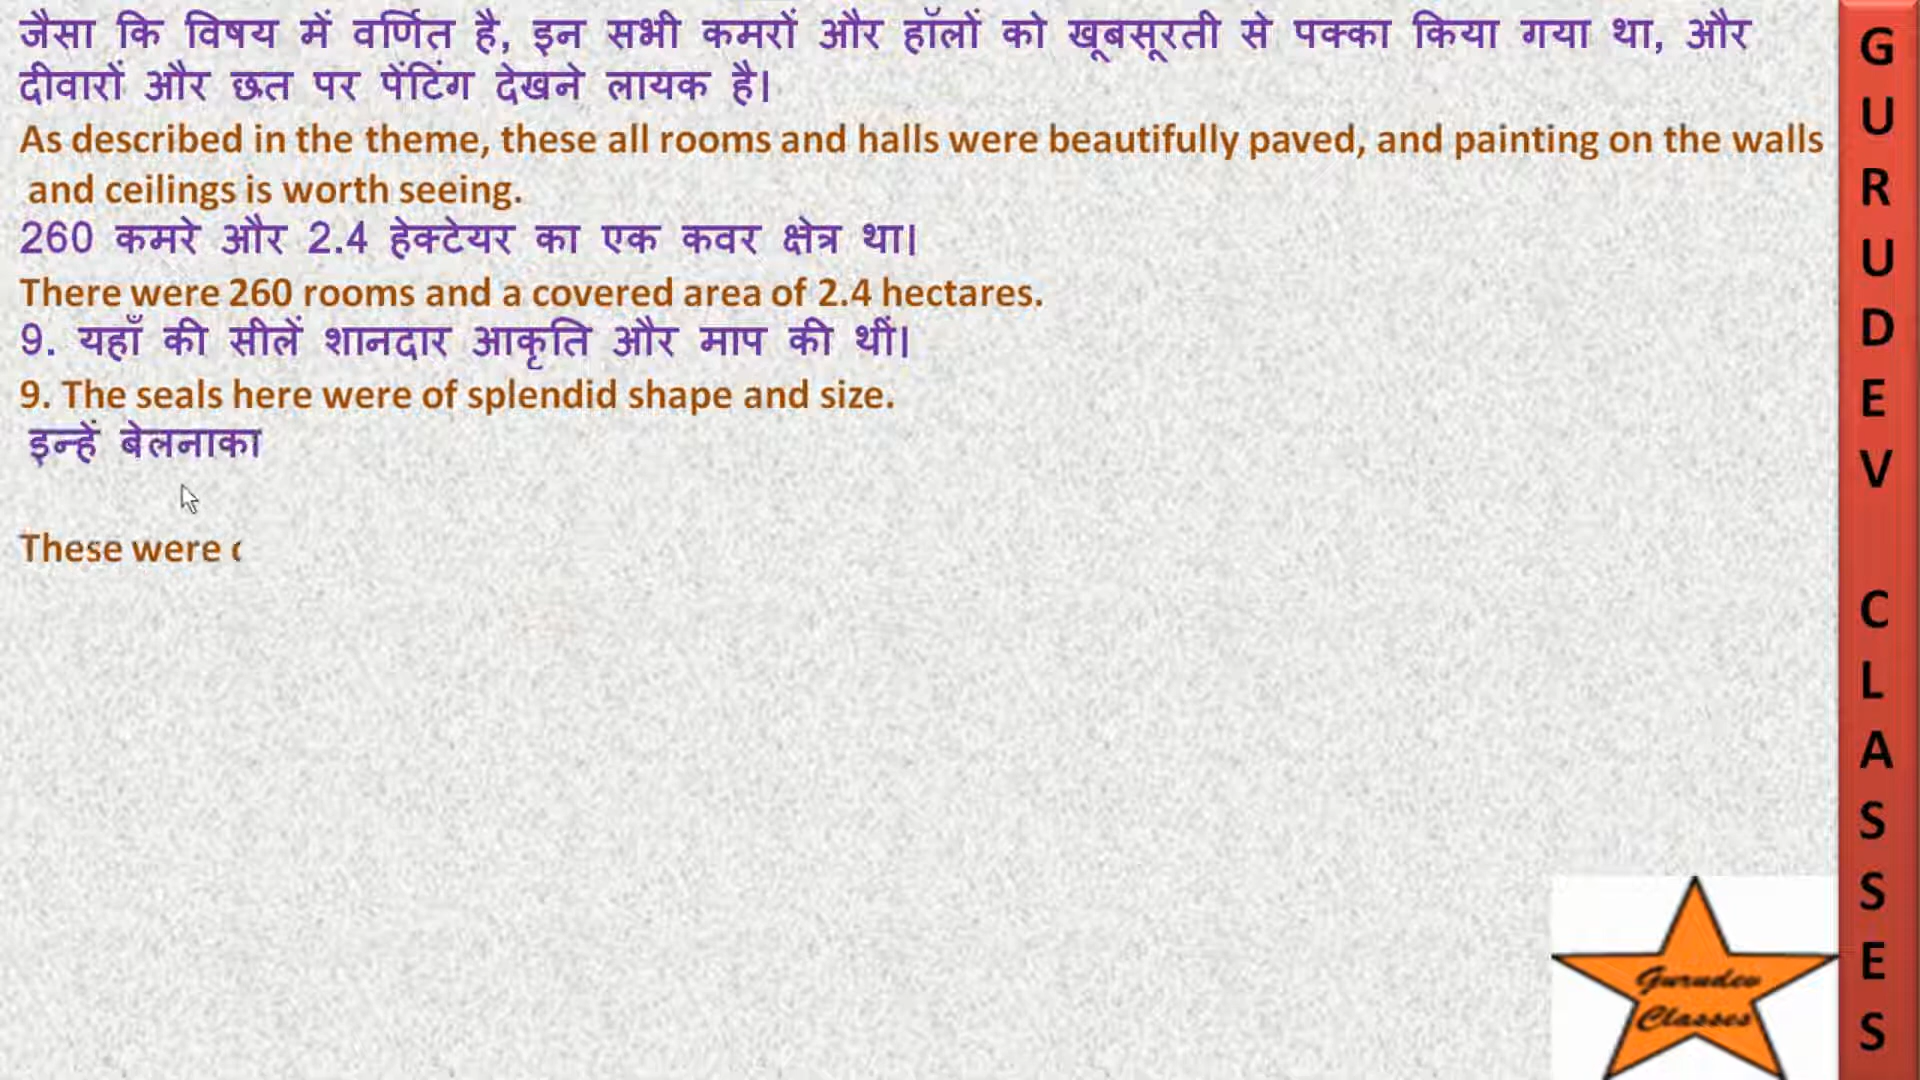 जैसा कि विषय में वर्णित है, इन सभी कमरों और हॉलों को खूबसूरती से पक्का किया गया था, और
दीवारों और छत पर पेंटिंग देखने लायक है।
As described in the theme, these all rooms and halls were beautifully paved, and painting on the walls
and ceilings is worth seeing.
260 कमरे और 2.4 हेक्टेयर का एक कवर क्षेत्र था।
There were 260 rooms and a covered area of 2.4 hectares.
9. यहाँ की सीलें शानदार आकृति और माप की थीं।
9. The seals here were of splendid shape and size.
इन्हें
These were
GURUDEV CLASSES
Gurudev
Classes